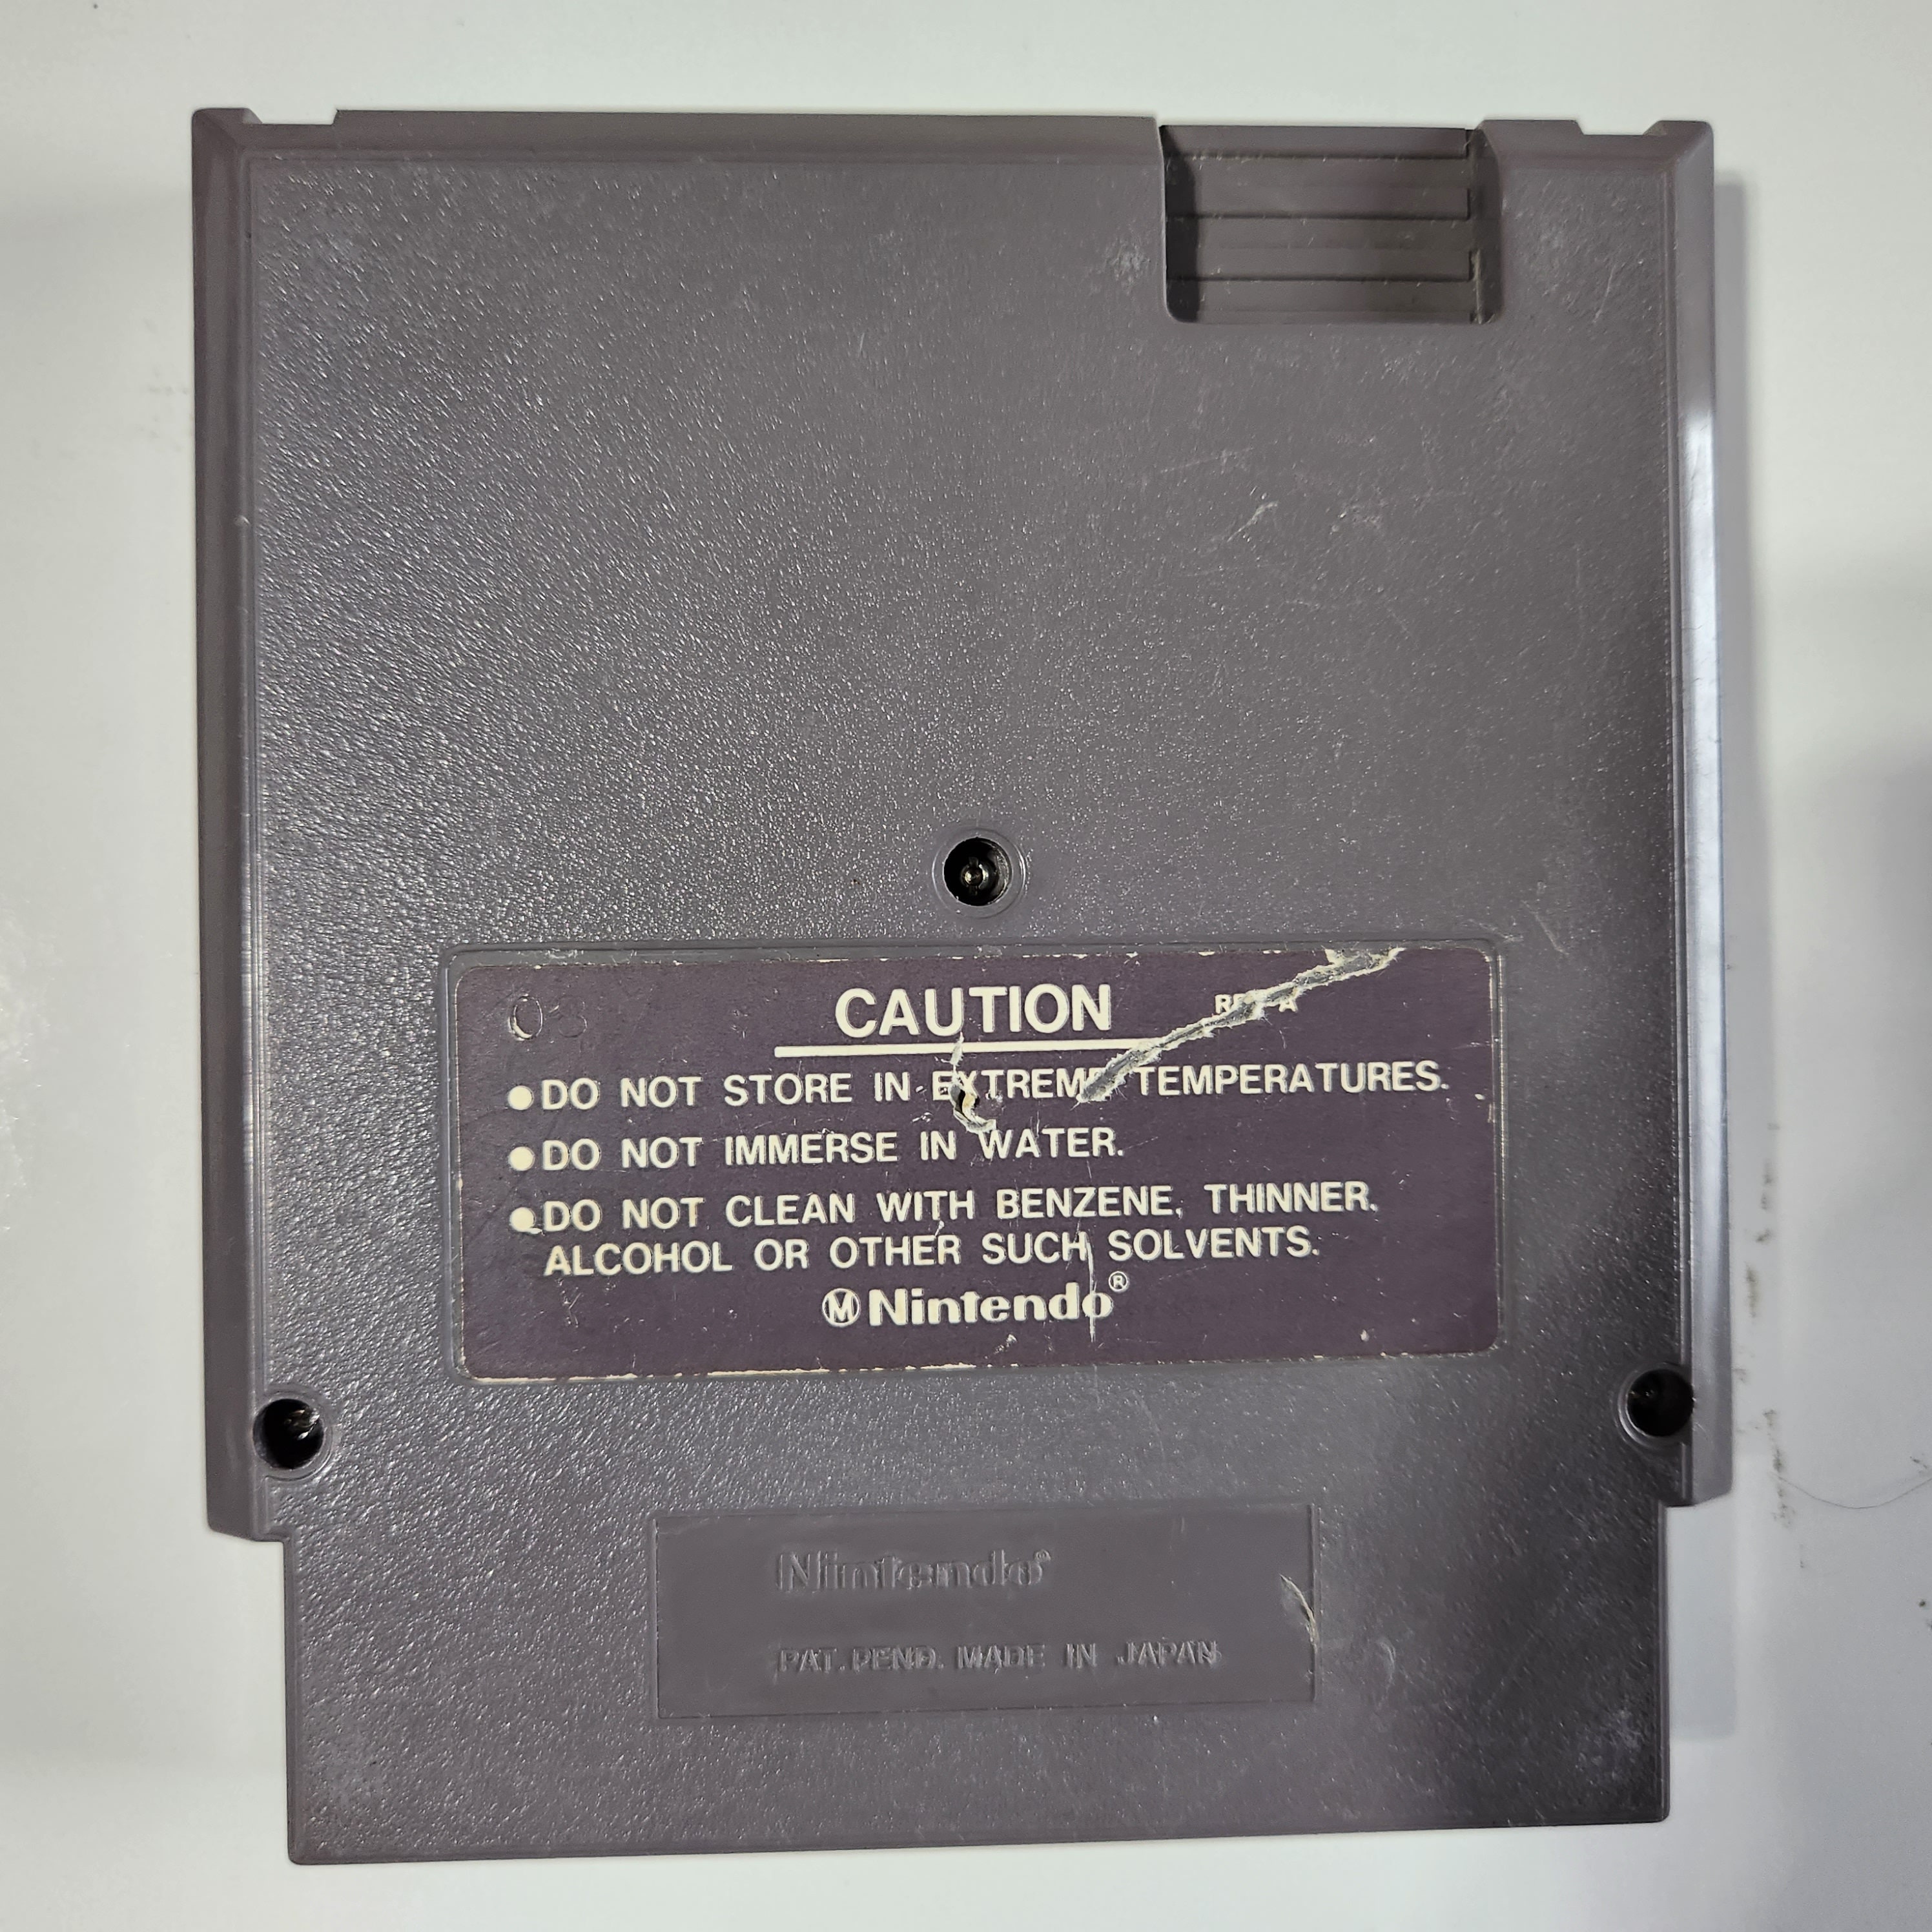 03
CAUTION
●DO NOT STORE IN EXTREME TEMPERATURES.
●DO NOT IMMERSE IN WATER.
●DO NOT CLEAN WITH BENZENE, THINNER,
ALCOHOL OR OTHER SUCH SOLVENTS.
Ⓜ Nintendo®
Nintendo®
PAT. PEND. MADE IN JAPAN